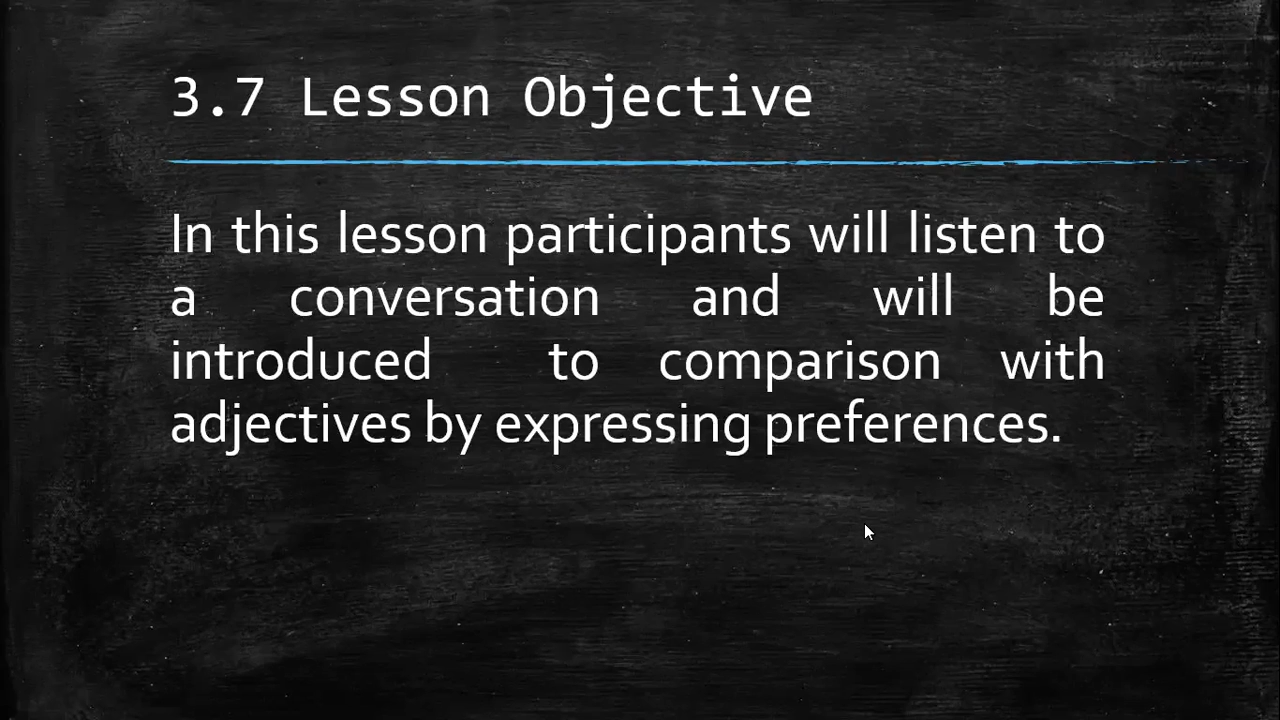 3.7 Lesson Objective
In this lesson participants will listen to
a conversation and will be
introduced to comparison with
adjectives by expressing preferences.